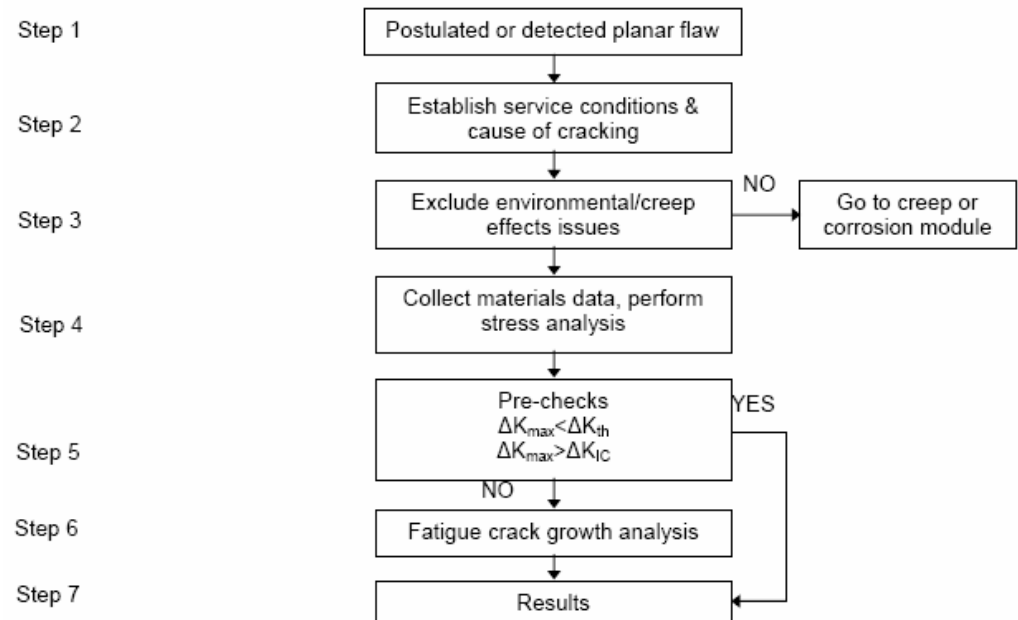 Step 1
Postulated or detected planar flaw
Step 2
Establish service conditions &
cause of cracking
Step 3
Exclude environmental/creep
effects issues
NO
Go to creep or
corrosion module
Step 4
Collect materials data, perform
stress analysis
Step 5
Pre-checks
ΔKmax<ΔKth
ΔKmax>ΔKIC
YES
NO
Step 6
Fatigue crack growth analysis
Step 7
Results